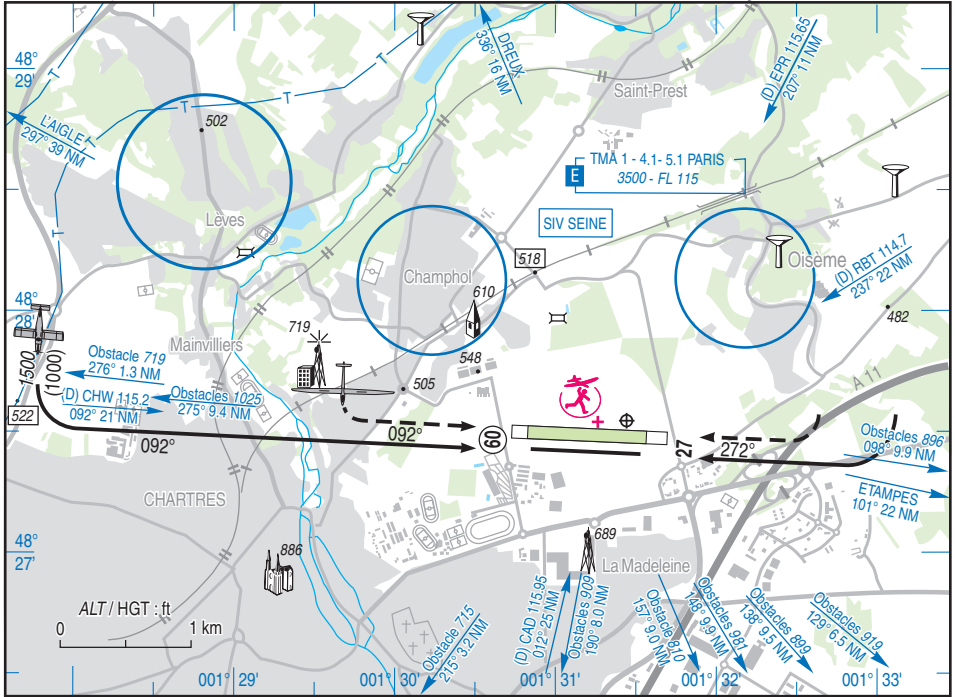 48°
29'
L'AIGLE
297° 39 NM
T
T
T
T
502
DREUX
336° 16 NM
Saint-Prest
(D) EPR 115.65
207° 11 NM
E
TMA 1 - 4.1- 5.1 PARIS
3500 - FL 115
SIV SEINE
Lèves
Champhol
518
Oisème
(D) RBT 114.7
237° 22 NM
48°
28'
610
719
482
Mainvilliers
548
505
1500
(1000)
Obstacle 719
276° 1.3 NM
(D) CHW 115.2
092° 21 NM
Obstacles 1025
275° 9.4 NM
522
092°
092°
60
27
272°
A 11
Obstacles 896
098° 9.9 NM
ETAMPES
101° 22 NM
CHARTRES
48°
27'
886
689
La Madeleine
ALT / HGT : ft
0
1 km
Obstacle 715
215° 3.2 NM
(D) CAD 115.95
012° 25 NM
Obstacles 909
190° 8.0 NM
Obstacle 810
157° 9.0 NM
Obstacles 981
148° 9.9 NM
Obstacles 899
138° 9.5 NM
Obstacles 919
129° 6.5 NM
001° 29'
001° 30'
001° 31'
001° 32'
001° 33'